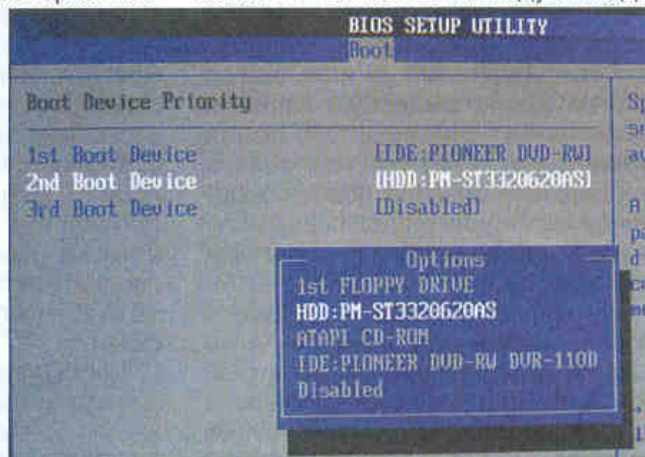 BIOS SETUP UTILITY
Boot
Boot Device Priority
1st Boot Device [IDE:PIONEER DVD-RW]
2nd Boot Device [HDD:PM-ST3320620AS]
3rd Boot Device [Disabled]
Options
1st FLOPPY DRIVE
HDD:PM-ST3320620AS
ATAPI CD-ROM
IDE:PIONEER DVD-RW DVR-110D
Disabled